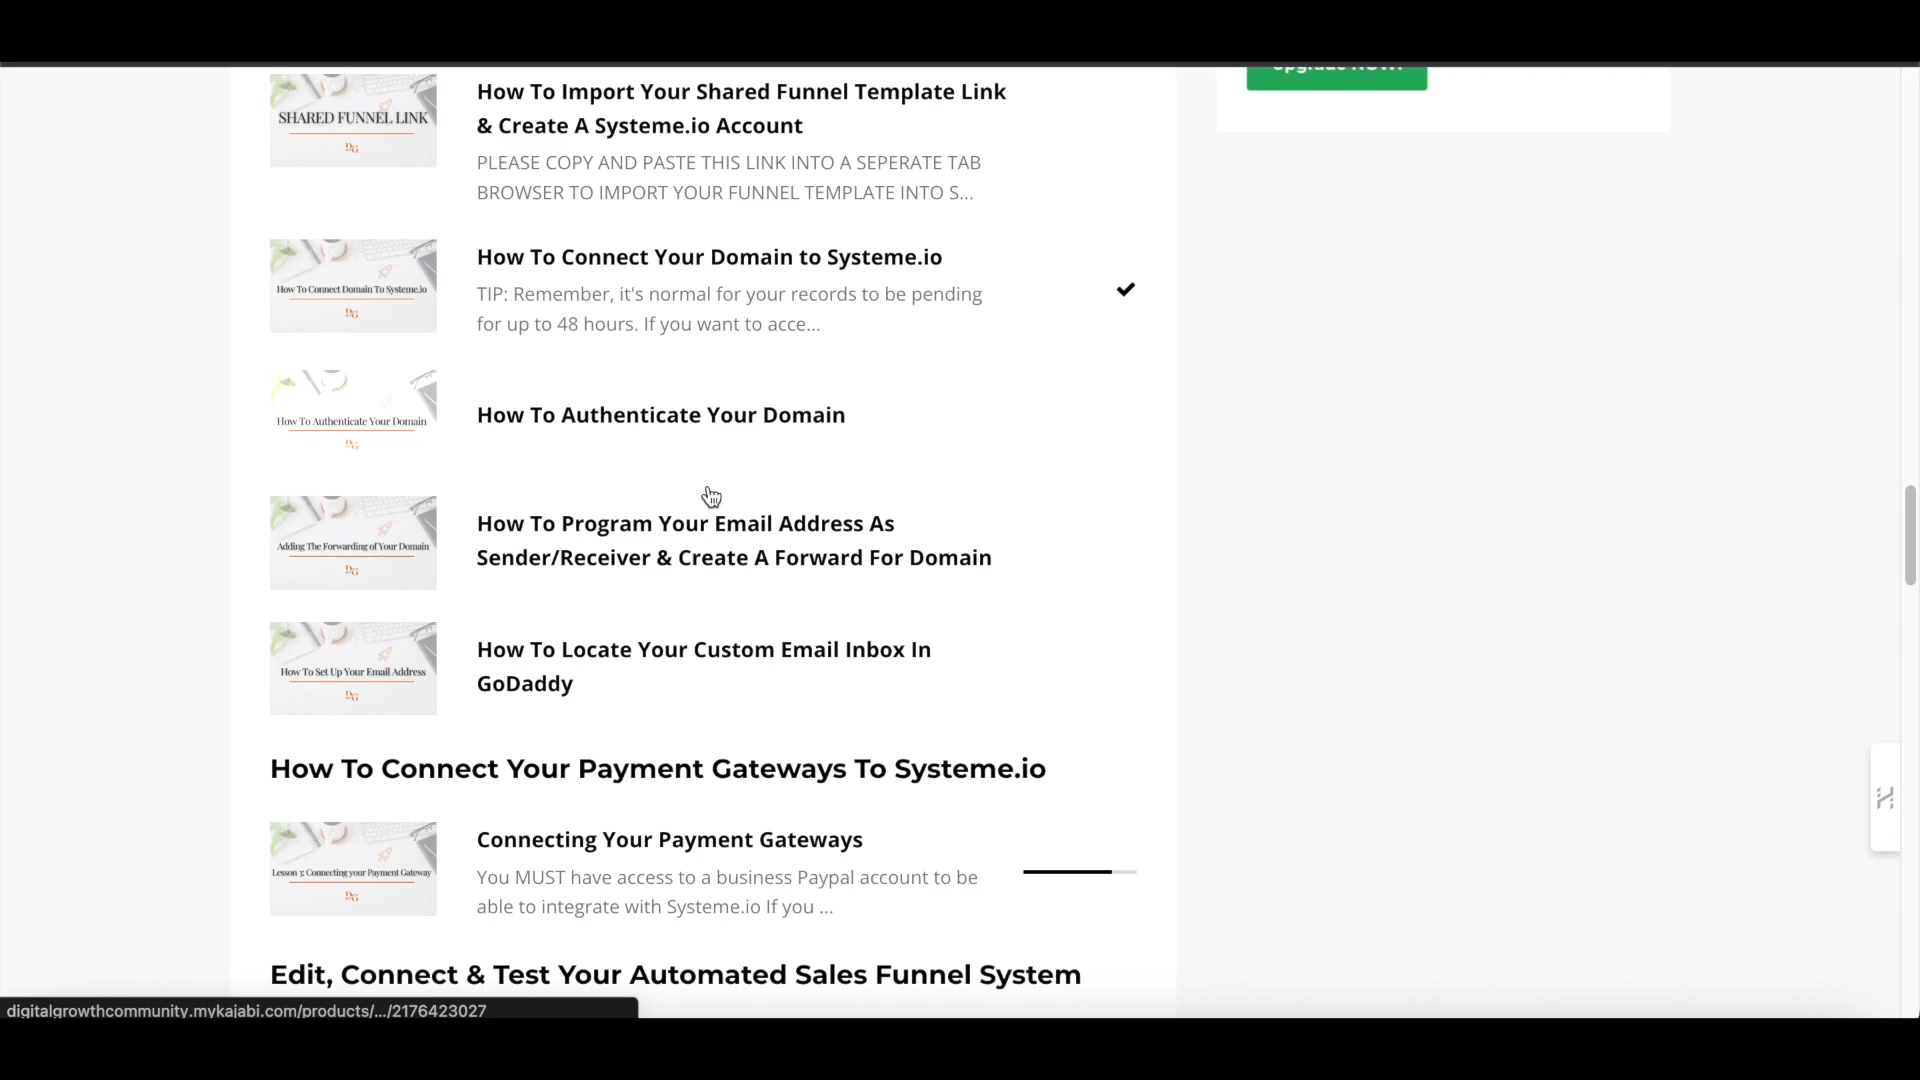 Upgrade NOW!
SHARED FUNNEL LINK
DG
How To Import Your Shared Funnel Template Link
& Create A Systeme.io Account
PLEASE COPY AND PASTE THIS LINK INTO A SEPERATE TAB
BROWSER TO IMPORT YOUR FUNNEL TEMPLATE INTO S...
How To Connect Domain To Systeme.io
DG
How To Connect Your Domain to Systeme.io
TIP: Remember, it's normal for your records to be pending
for up to 48 hours. If you want to acce...
How To Authenticate Your Domain
DG
How To Authenticate Your Domain
Adding The Forwarding of Your Domain
DG
How To Program Your Email Address As
Sender/Receiver & Create A Forward For Domain
How To Set Up Your Email Address
DG
How To Locate Your Custom Email Inbox In
GoDaddy
How To Connect Your Payment Gateways To Systeme.io
Lesson 3: Connecting your Payment Gateway
DG
Connecting Your Payment Gateways
You MUST have access to a business Paypal account to be
able to integrate with Systeme.io If you ...
Edit, Connect & Test Your Automated Sales Funnel System
digitalgrowthcommunity.mykajabi.com/products/.../2176423027